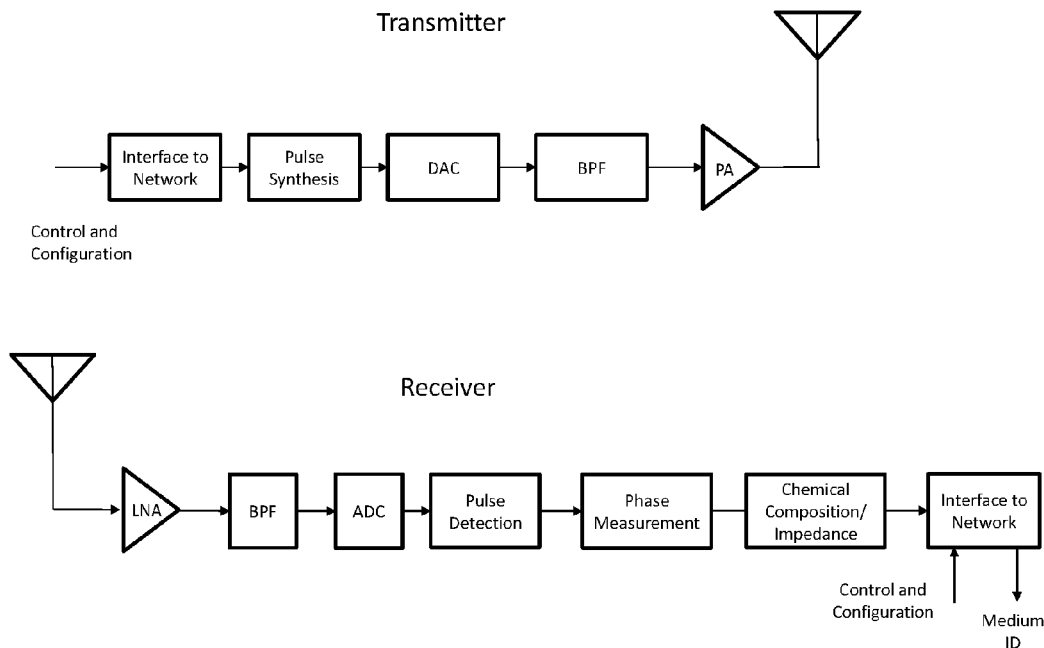 Transmitter
Interface to
Network
Pulse
Synthesis
DAC
BPF
PA
Control and
Configuration
Receiver
LNA
BPF
ADC
Pulse
Detection
Phase
Measurement
Chemical
Composition/
Impedance
Interface to
Network
Control and
Configuration
Medium
ID